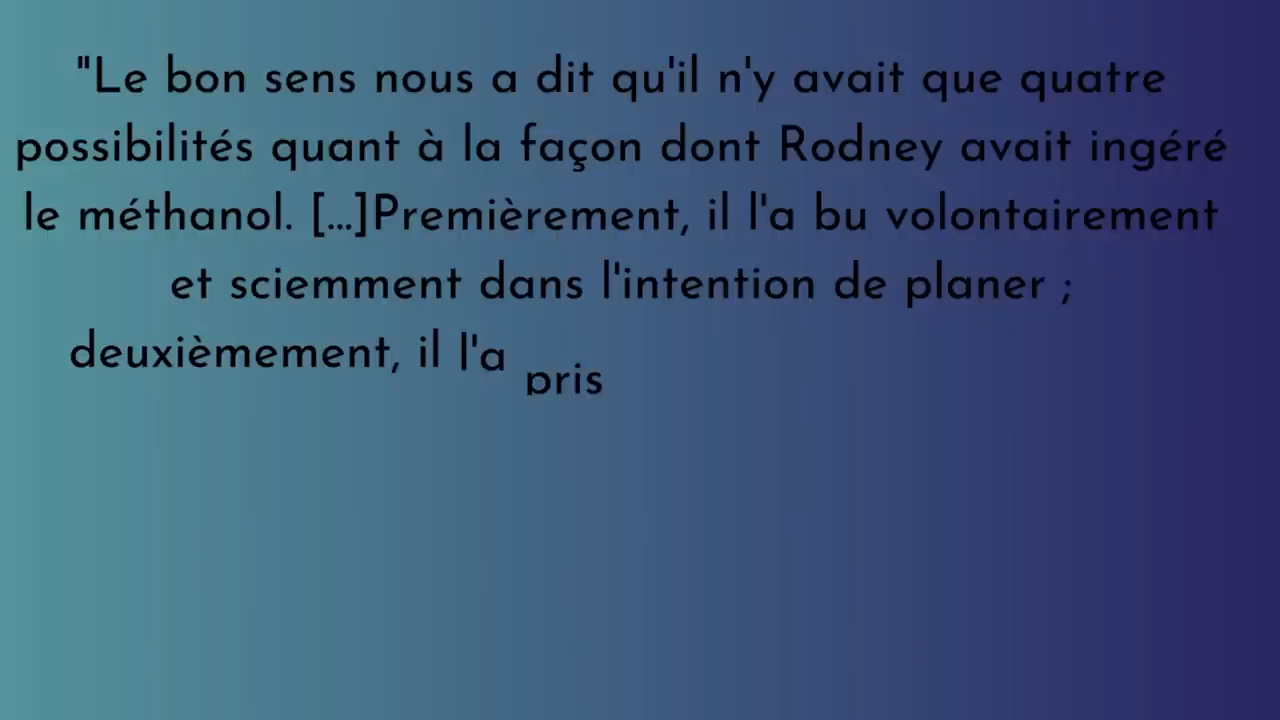 "Le bon sens nous a dit qu'il n'y avait que quatre
possibilités quant à la façon dont Rodney avait ingéré
le méthanol. [...]Premièrement, il l'a bu volontairement
et sciemment dans l'intention de planer ;
deuxièmement, il l'a pris